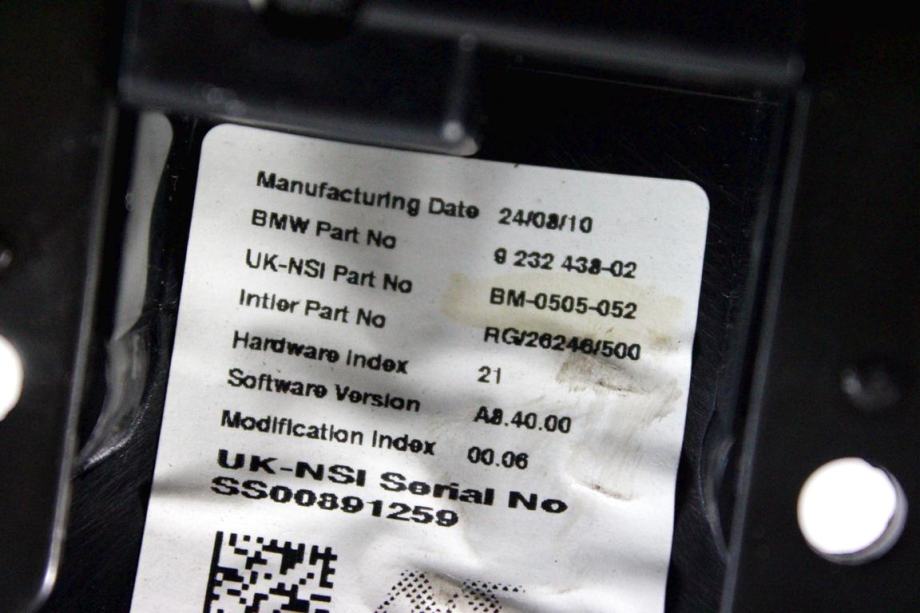 Manufacturing Date 24/08/10
BMW Part No 9 232 438-02
UK-NSI Part No BM-0505-052
Intier Part No RG/26246/500
Hardware Index 21
Software Version A8.40.00
Modification Index 00.06
UK-NSI Serial No
SS00891259